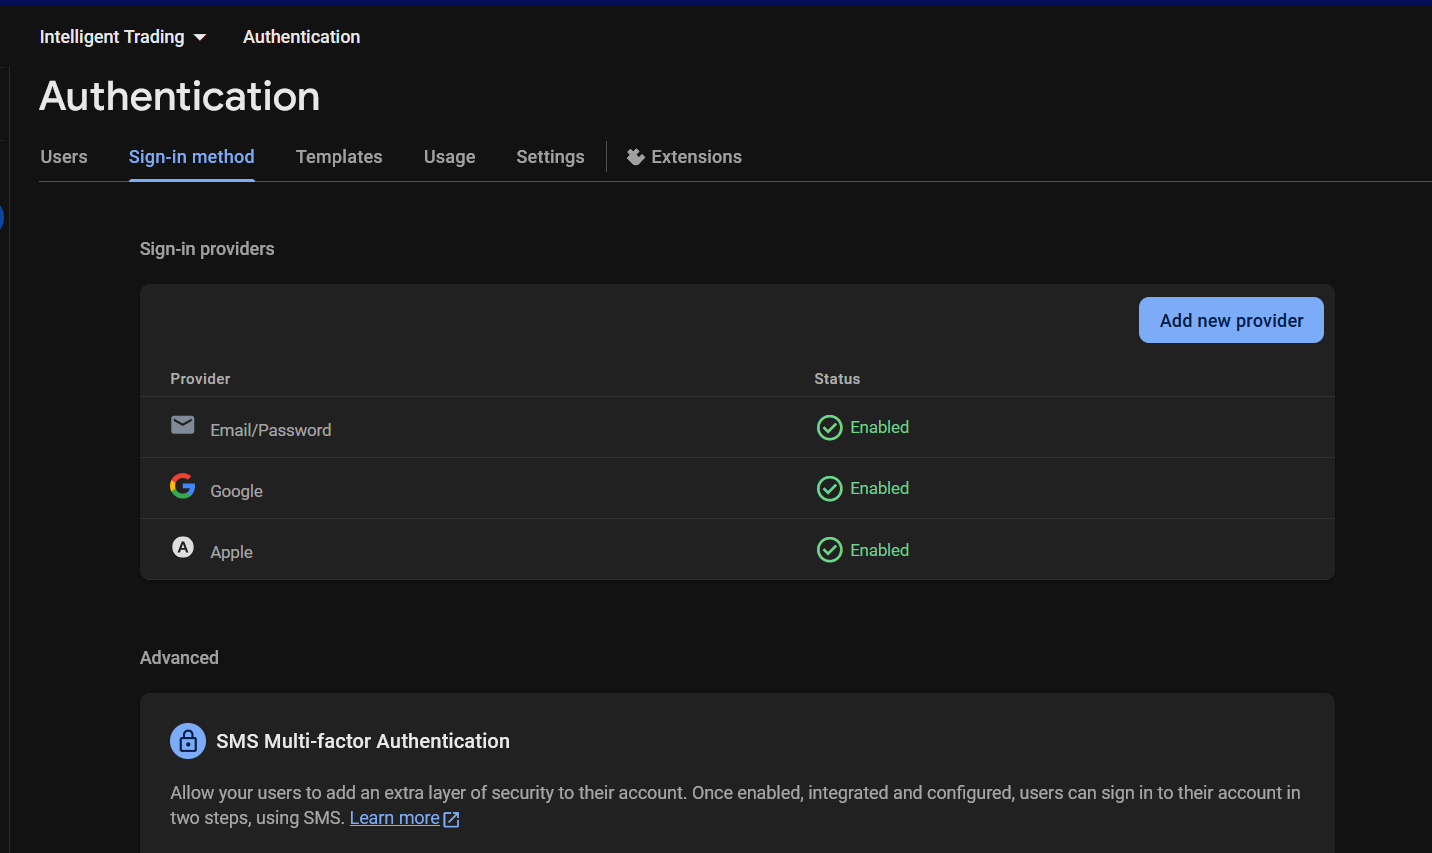 Intelligent Trading Authentication
Authentication
Users Sign-in method Templates Usage Settings Extensions
Sign-in providers
Add new provider
Provider Status
Email/Password Enabled
Google Enabled
A Apple Enabled
Advanced
SMS Multi-factor Authentication
Allow your users to add an extra layer of security to their account. Once enabled, integrated and configured, users can sign in to their account in
two steps, using SMS. Learn more